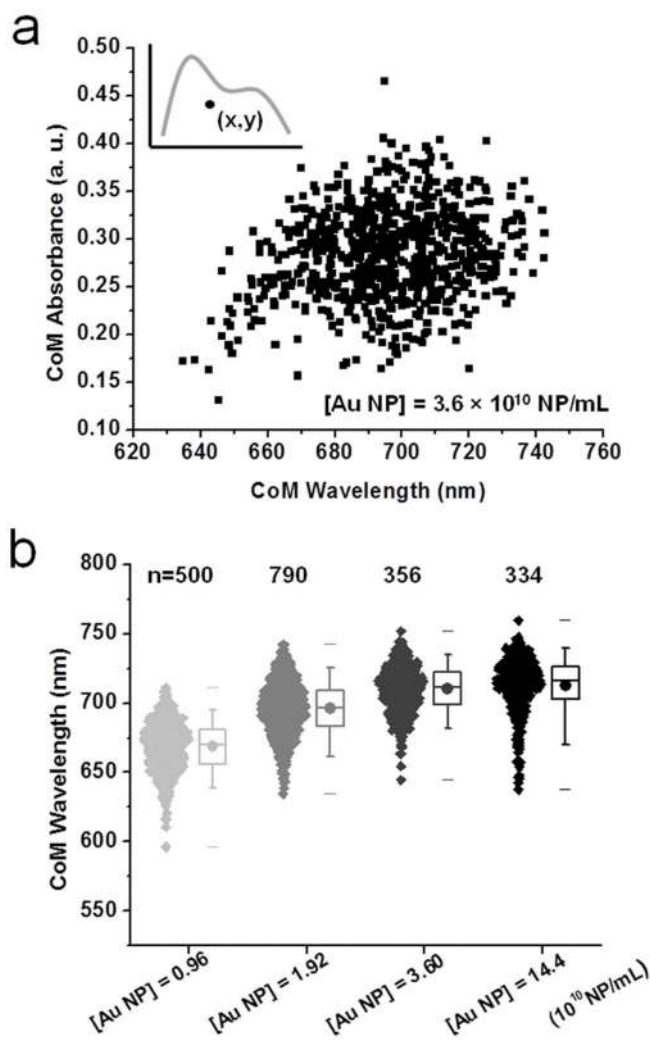 a
0.50
0.45
0.40
0.35
0.30
0.25
0.20
0.15
0.10
CoM Absorbance (a. u.)
(x,y)
[Au NP] = 3.6 × 10¹⁰ NP/mL
620 640 660 680 700 720 740 760
CoM Wavelength (nm)
b
800
750
700
650
600
550
CoM Wavelength (nm)
n=500 790 356 334
[Au NP] = 0.96
[Au NP] = 1.92
[Au NP] = 3.60
[Au NP] = 14.4
(10¹⁰ NP/mL)